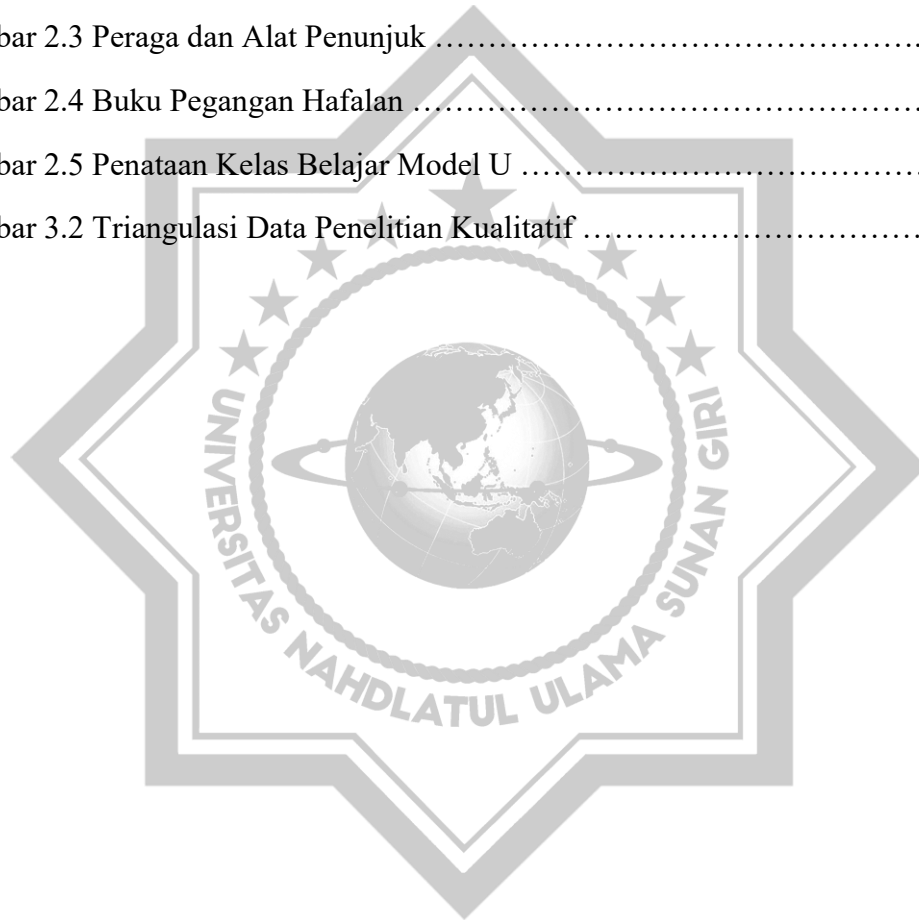 bar 2.3 Peraga dan Alat Penunjuk ……………………………………………
bar 2.4 Buku Pegangan Hafalan ………………………………………………
bar 2.5 Penataan Kelas Belajar Model U ……………………………………
bar 3.2 Triangulasi Data Penelitian Kualitatif ………………………………
UNIVERSITAS NAHDLATUL ULAMA SUNAN GIRI